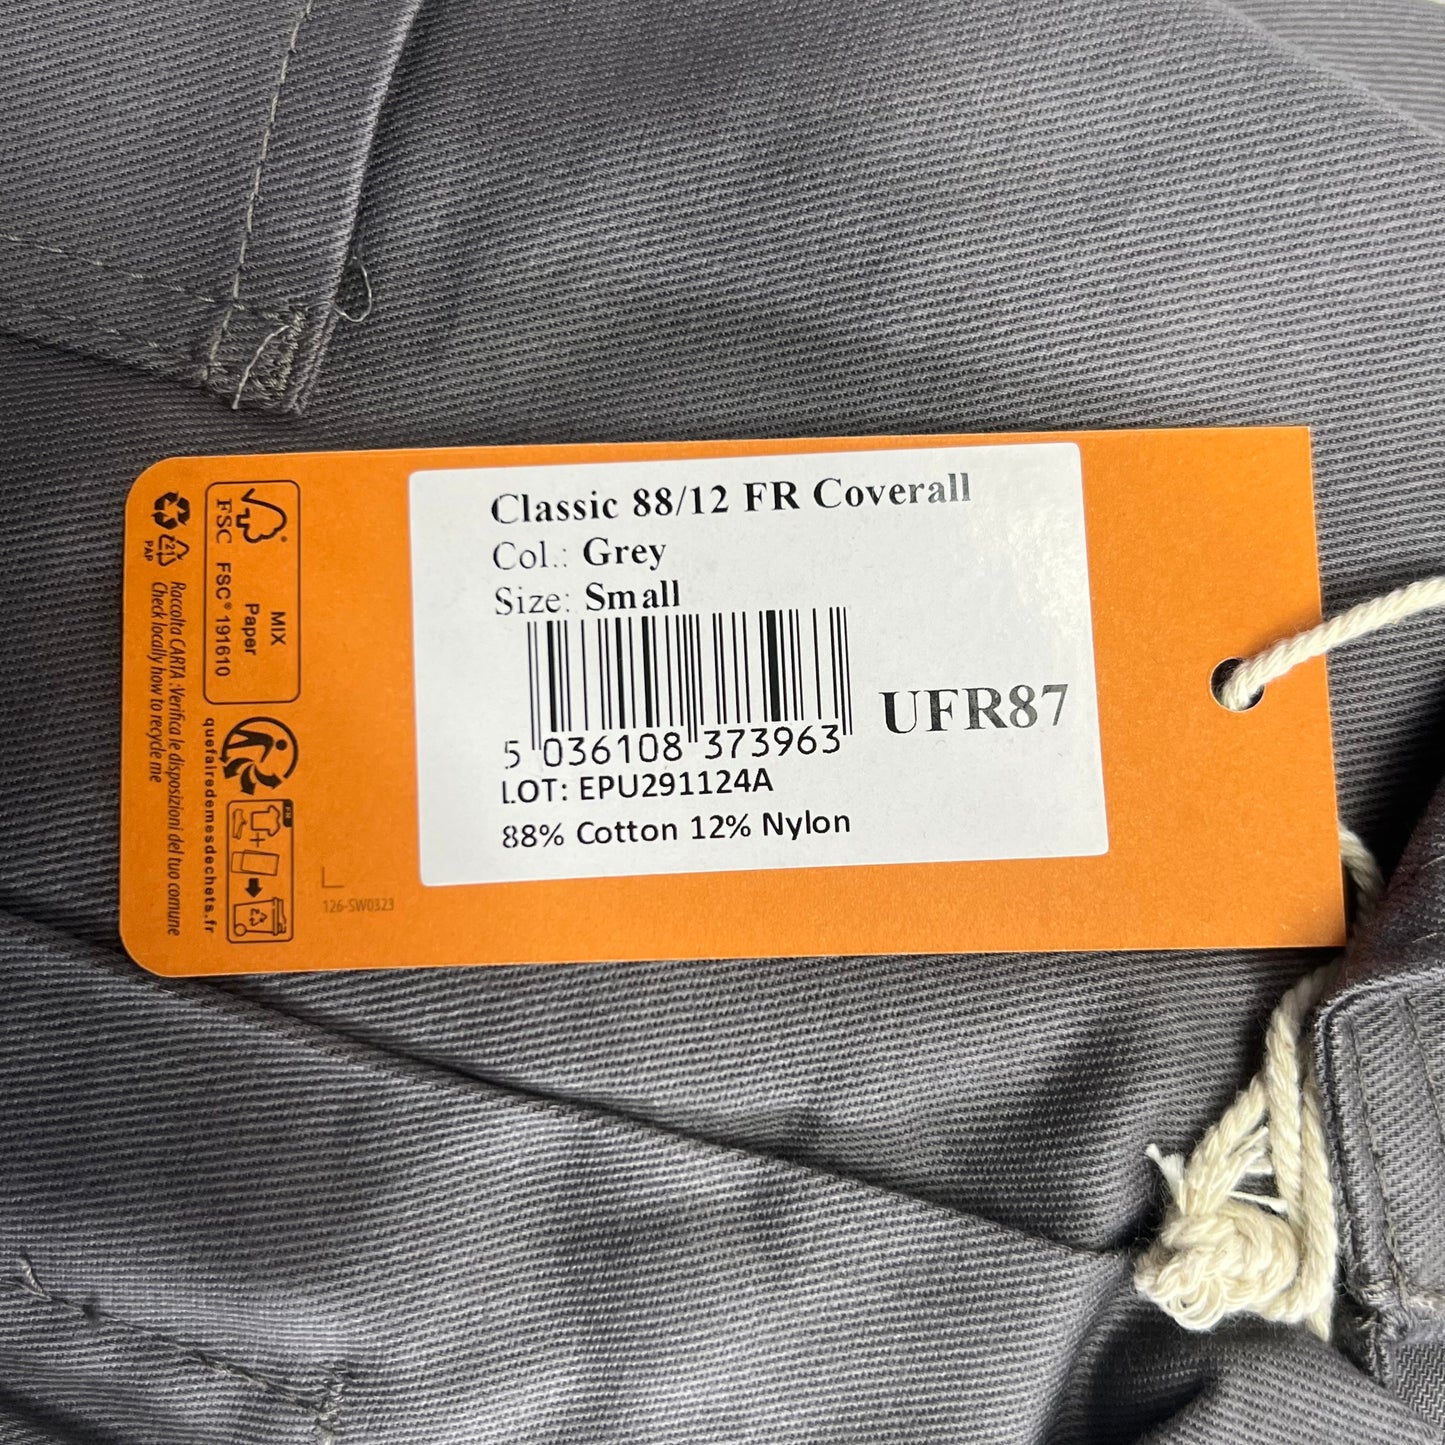 Classic 88/12 FR Coverall
Col.: Grey
Size: Small
5 036108 373963
UFR87
LOT: EPU291124A
88% Cotton 12% Nylon
FSC
MIX
Paper
FSC® 191610
21
PAP
Raccolta CARTA :Verifica le disposizioni del tuo comune
Check locally how to recycle me
quefairedemesdechets.fr
FR
126-SW0323